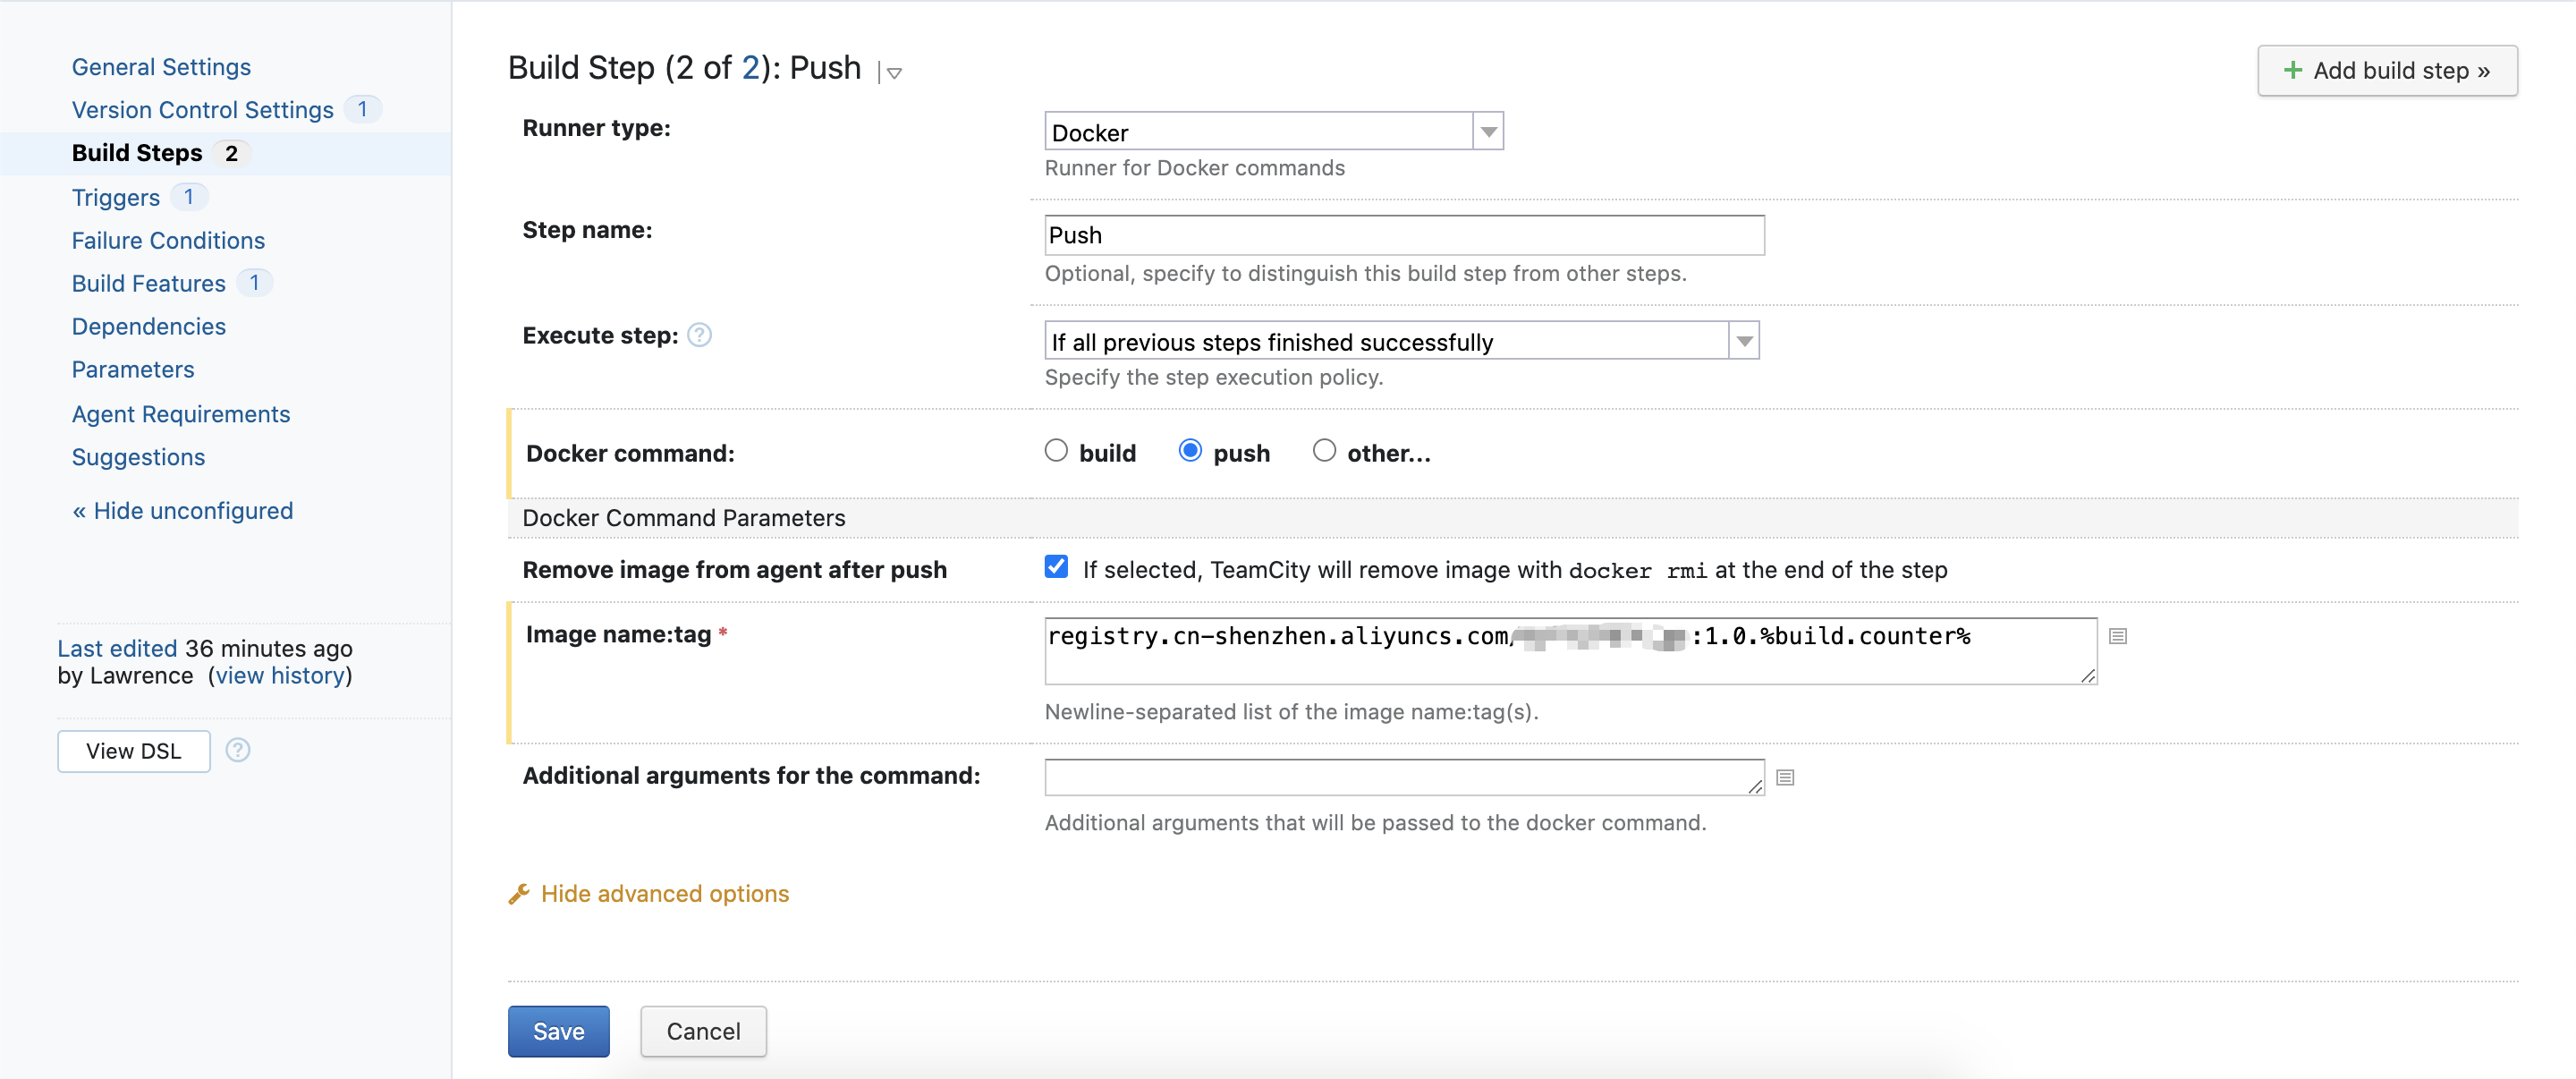 General Settings
Version Control Settings 1
Build Steps 2
Triggers 1
Failure Conditions
Build Features 1
Dependencies
Parameters
Agent Requirements
Suggestions
« Hide unconfigured
Last edited 36 minutes ago
by Lawrence (view history)
View DSL ?
Build Step (2 of 2): Push
+ Add build step »
Runner type:
Docker
Runner for Docker commands
Step name:
Push
Optional, specify to distinguish this build step from other steps.
Execute step: ?
If all previous steps finished successfully
Specify the step execution policy.
Docker command:
build push other...
Docker Command Parameters
Remove image from agent after push
If selected, TeamCity will remove image with docker rmi at the end of the step
Image name:tag *
registry.cn-shenzhen.aliyuncs.com/ :1.0.%build.counter%
Newline-separated list of the image name:tag(s).
Additional arguments for the command:
Additional arguments that will be passed to the docker command.
Hide advanced options
Save
Cancel